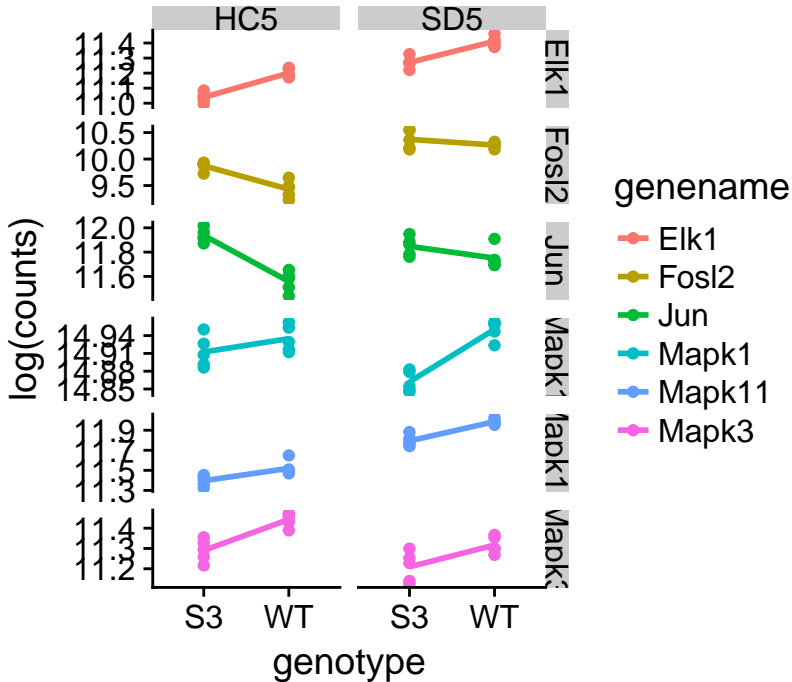 HC5
SD5
11.4
11.3
11.2
11.1
11.0
Elk1
10.5
10.0
9.5
Fosl2
12.0
11.8
11.6
Jun
14.94
14.91
14.88
14.85
Mapk1
11.9
11.7
11.5
11.3
Mapk1
11.4
11.3
11.2
Mapk3
log(counts)
S3
WT
S3
WT
genotype
genename
Elk1
Fosl2
Jun
Mapk1
Mapk11
Mapk3